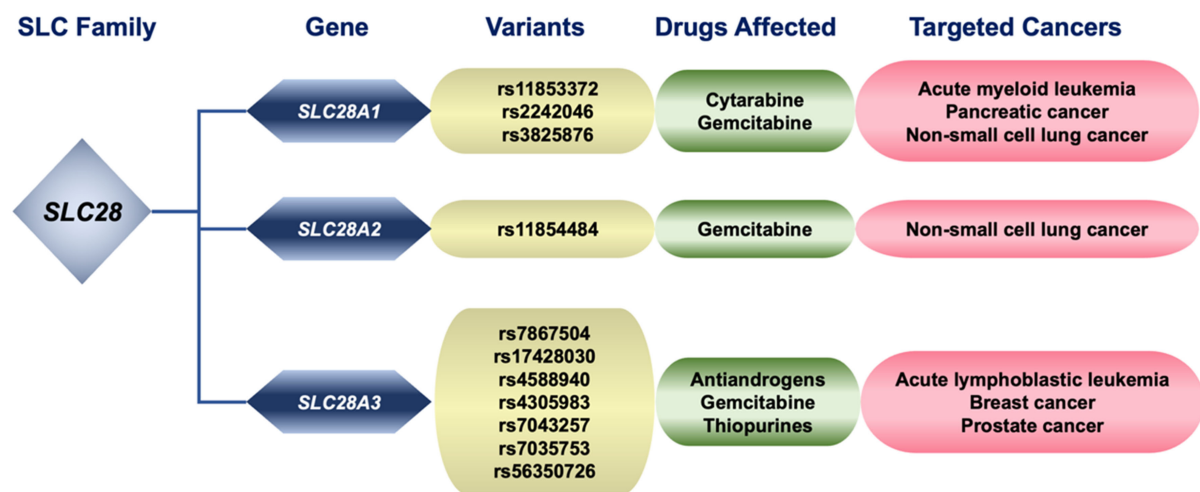 SLC Family
Gene
Variants
Drugs Affected
Targeted Cancers
SLC28
SLC28A1
rs11853372
rs2242046
rs3825876
Cytarabine
Gemcitabine
Acute myeloid leukemia
Pancreatic cancer
Non-small cell lung cancer
SLC28A2
rs11854484
Gemcitabine
Non-small cell lung cancer
SLC28A3
rs7867504
rs17428030
rs4588940
rs4305983
rs7043257
rs7035753
rs56350726
Antiandrogens
Gemcitabine
Thiopurines
Acute lymphoblastic leukemia
Breast cancer
Prostate cancer